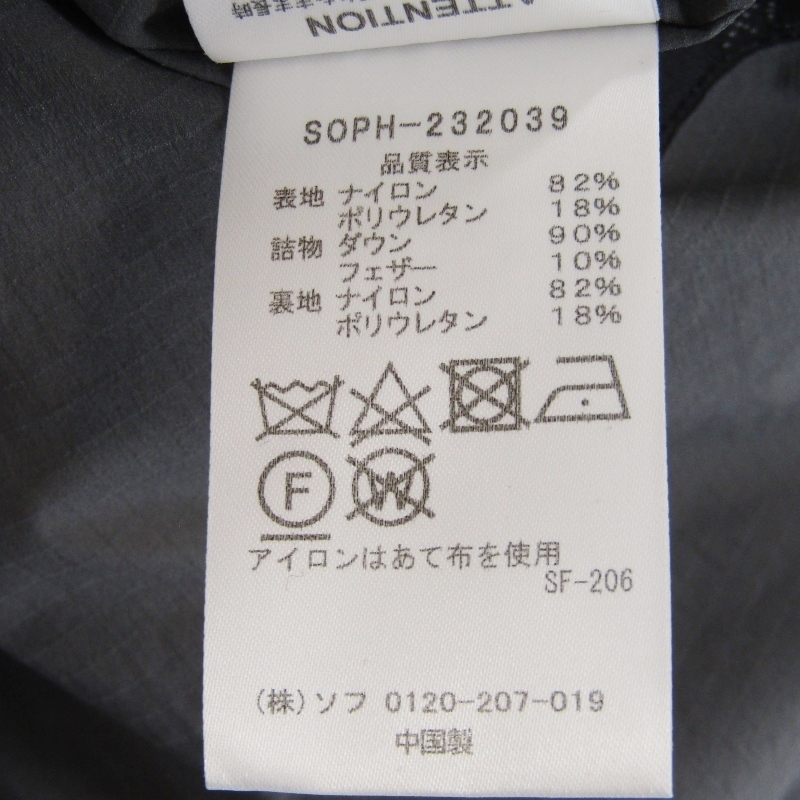 ATTENTION
SOPH-232039
品質表示
表地 ナイロン 82%
ポリウレタン 18%
詰物 ダウン 90%
フェザー 10%
裏地 ナイロン 82%
ポリウレタン 18%
F W
アイロンはあて布を使用
SF-206
(株)ソフ 0120-207-019
中国製